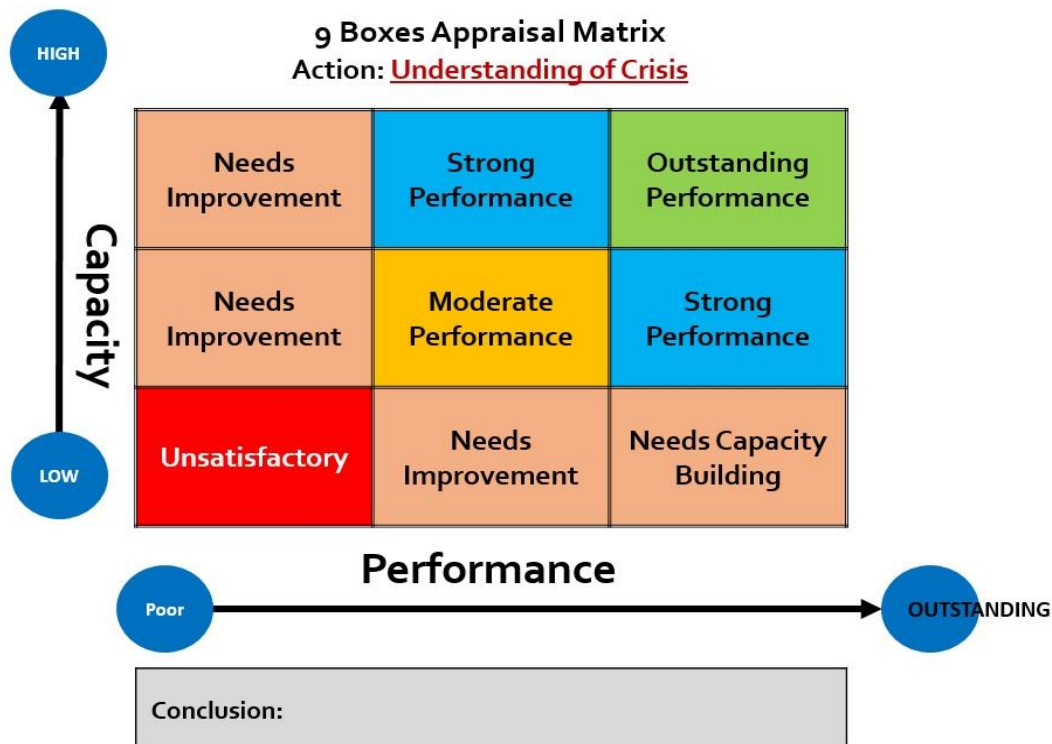 HIGH
9 Boxes Appraisal Matrix
Action: Understanding of Crisis
Needs
Improvement
Strong
Performance
Outstanding
Performance
Capacity
Needs
Improvement
Moderate
Performance
Strong
Performance
LOW
Unsatisfactory
Needs
Improvement
Needs Capacity
Building
Performance
Poor
OUTSTANDING
Conclusion: